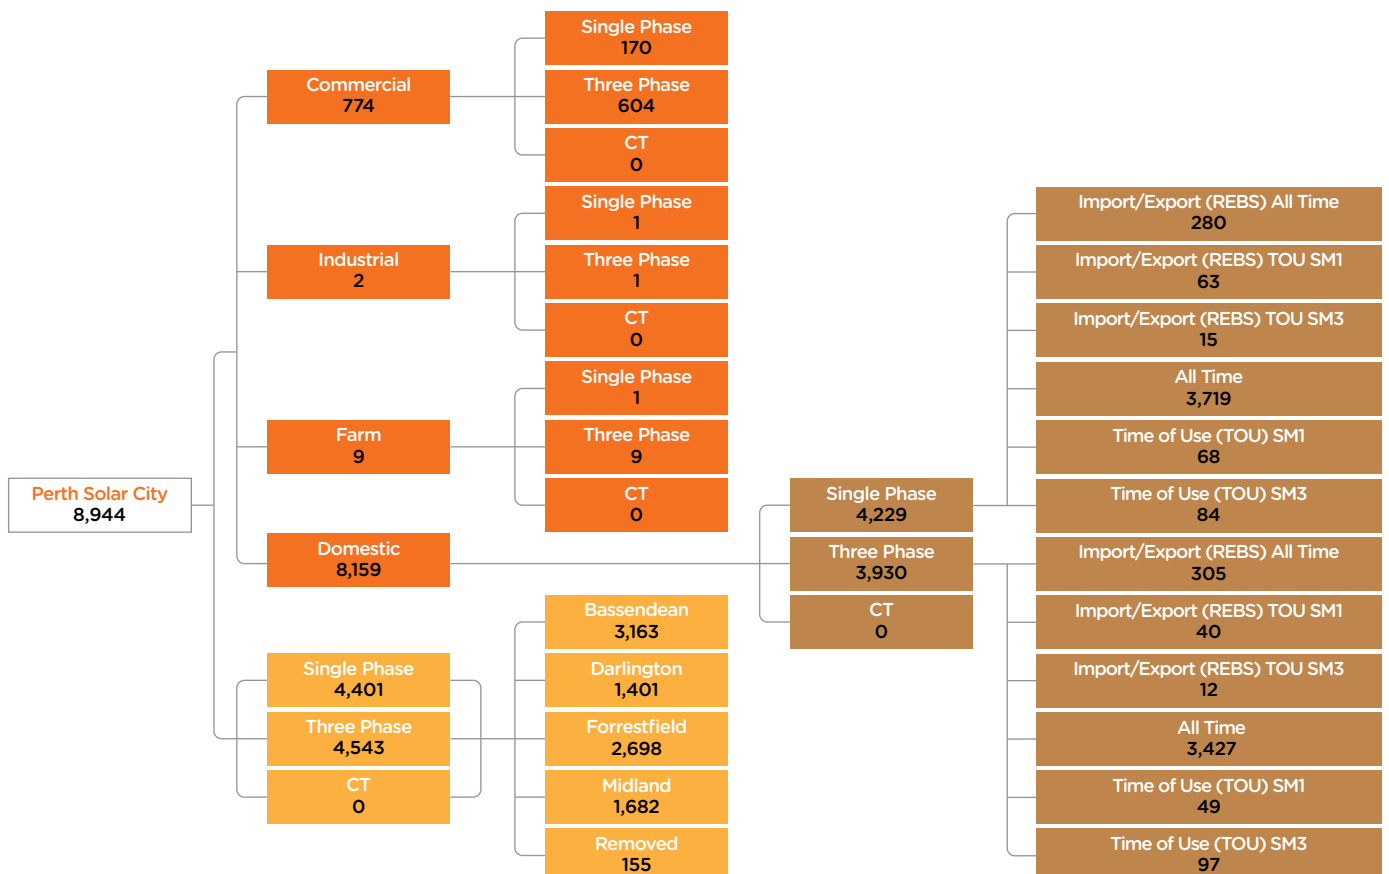 Perth Solar City
8,944
Commercial
774
Single Phase
170
Three Phase
604
CT
0
Industrial
2
Single Phase
1
Three Phase
1
CT
0
Farm
9
Single Phase
1
Three Phase
9
CT
0
Domestic
8,159
Single Phase
4,229
Three Phase
3,930
CT
0
Import/Export (REBS) All Time
280
Import/Export (REBS) TOU SM1
63
Import/Export (REBS) TOU SM3
15
All Time
3,719
Time of Use (TOU) SM1
68
Time of Use (TOU) SM3
84
Import/Export (REBS) All Time
305
Import/Export (REBS) TOU SM1
40
Import/Export (REBS) TOU SM3
12
All Time
3,427
Time of Use (TOU) SM1
49
Time of Use (TOU) SM3
97
Single Phase
4,401
Three Phase
4,543
CT
0
Bassendean
3,163
Darlington
1,401
Forrestfield
2,698
Midland
1,682
Removed
155